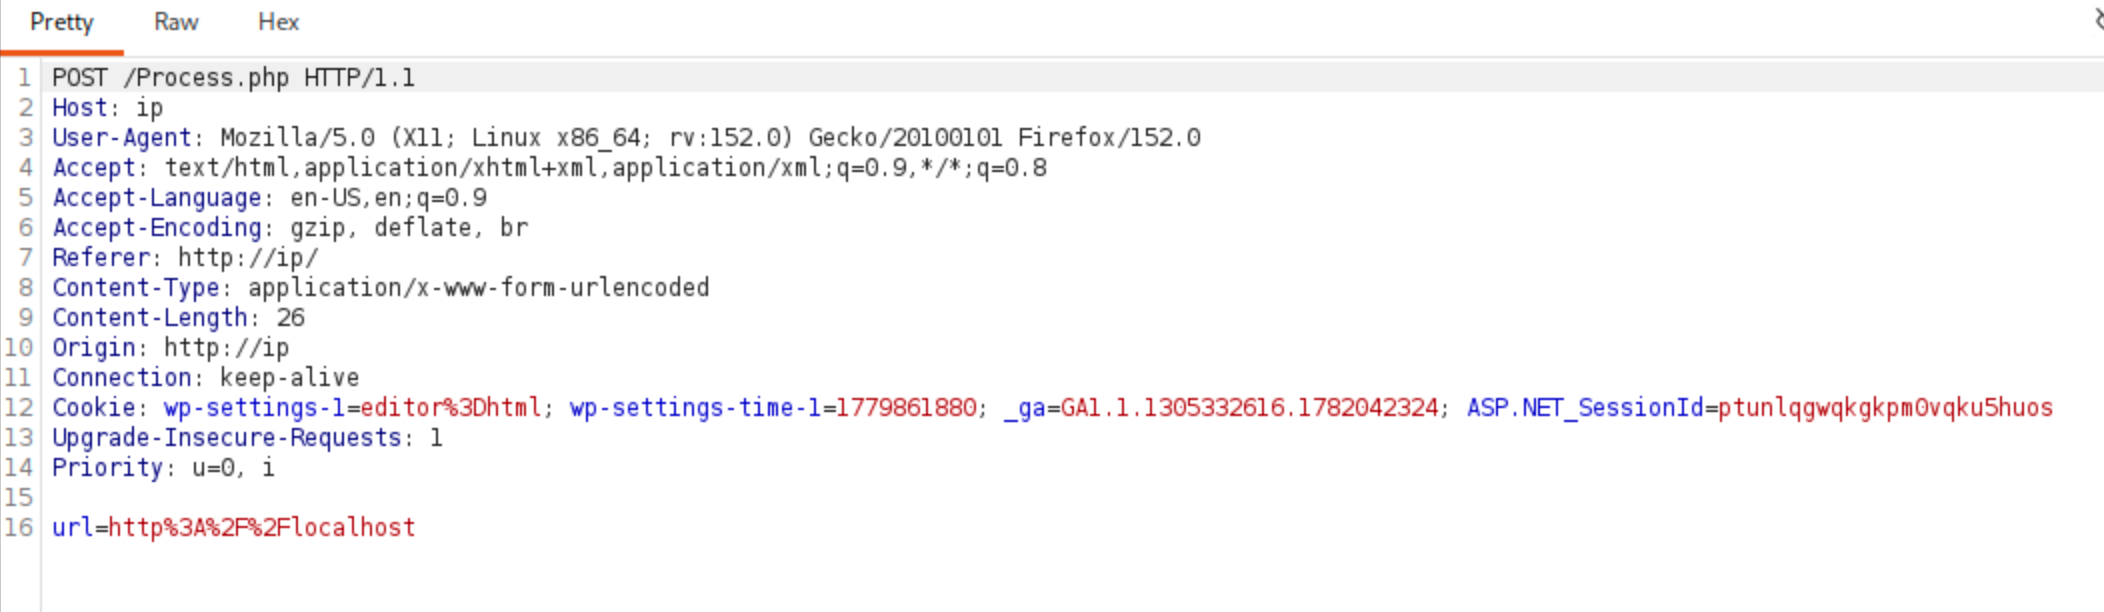 Pretty Raw Hex
1 POST /Process.php HTTP/1.1
2 Host: ip
3 User-Agent: Mozilla/5.0 (X11; Linux x86_64; rv:152.0) Gecko/20100101 Firefox/152.0
4 Accept: text/html,application/xhtml+xml,application/xml;q=0.9,*/*;q=0.8
5 Accept-Language: en-US,en;q=0.9
6 Accept-Encoding: gzip, deflate, br
7 Referer: http://ip/
8 Content-Type: application/x-www-form-urlencoded
9 Content-Length: 26
10 Origin: http://ip
11 Connection: keep-alive
12 Cookie: wp-settings-1=editor%3Dhtml; wp-settings-time-1=1779861880; _ga=GA1.1.1305332616.1782042324; ASP.NET_SessionId=ptunlqgwqkgkpm0vqku5huos
13 Upgrade-Insecure-Requests: 1
14 Priority: u=0, i
15
16 url=http%3A%2F%2Flocalhost